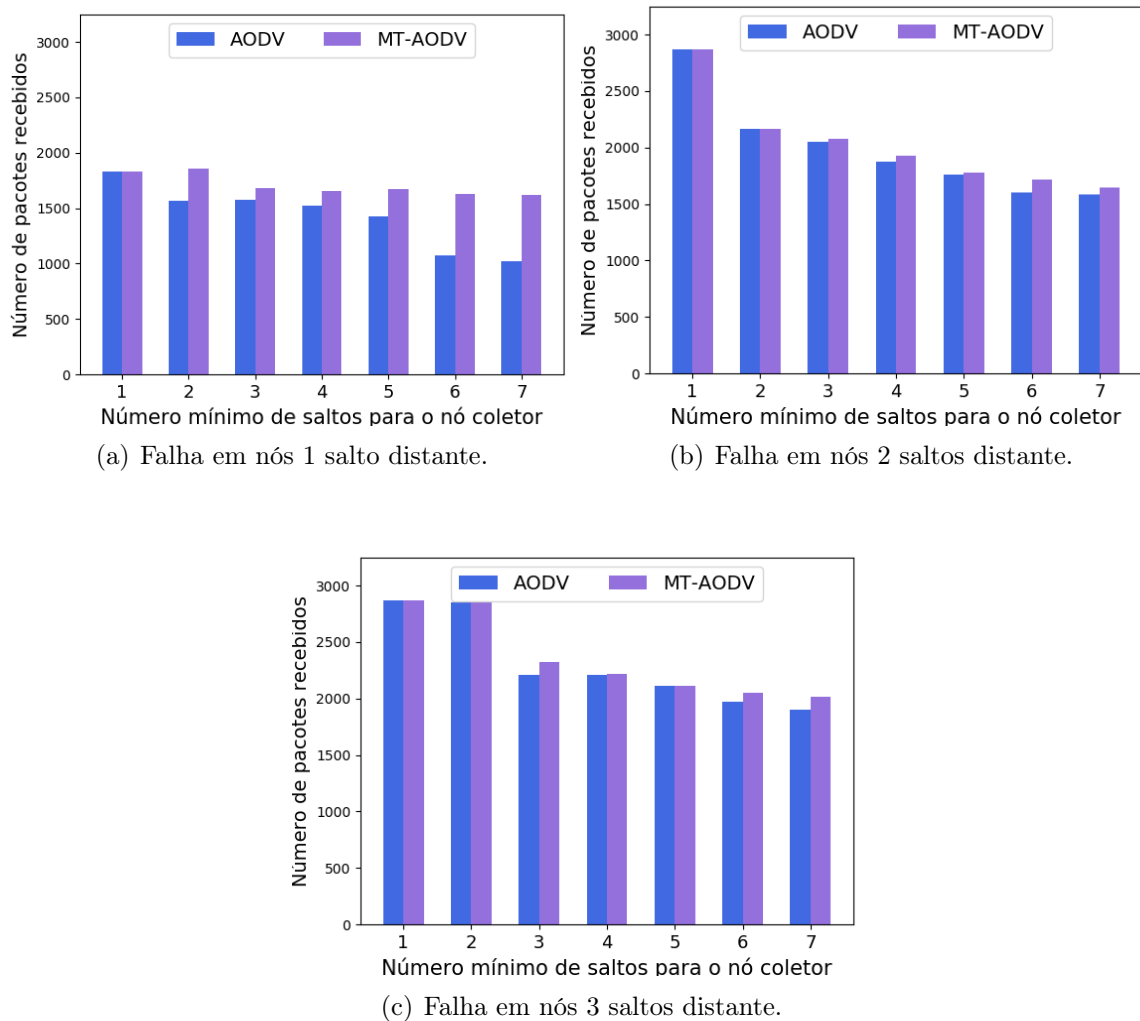 AODV MT-AODV
Número de pacotes recebidos
3000
2500
2000
1500
1000
500
0
1 2 3 4 5 6 7
Número mínimo de saltos para o nó coletor
(a) Falha em nós 1 salto distante.
AODV MT-AODV
Número de pacotes recebidos
3000
2500
2000
1500
1000
500
0
1 2 3 4 5 6 7
Número mínimo de saltos para o nó coletor
(b) Falha em nós 2 saltos distante.
AODV MT-AODV
Número de pacotes recebidos
3000
2500
2000
1500
1000
500
0
1 2 3 4 5 6 7
Número mínimo de saltos para o nó coletor
(c) Falha em nós 3 saltos distante.